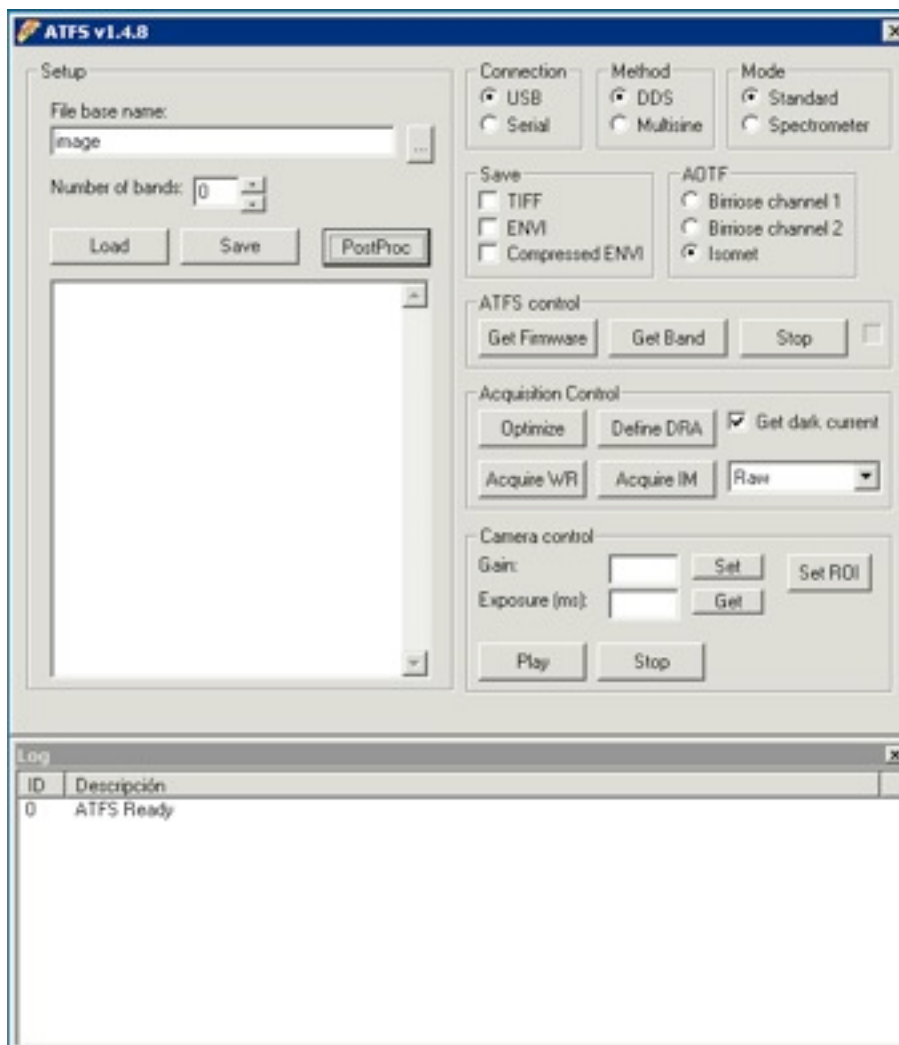 ATFS v1.4.8
Setup
File base name:
image
...
Number of bands: 0
Load Save PostProc
Connection
USB
Serial
Method
DDS
Multisine
Mode
Standard
Spectrometer
Save
TIFF
ENVI
Compressed ENVI
AOTF
Birriose channel 1
Birriose channel 2
Isomet
ATFS control
Get Firmware Get Band Stop
Acquisition Control
Optimize Define DRA Get dark current
Acquire WR Acquire IM Raw
Camera control
Gain: Set Set ROI
Exposure (ms): Get
Play Stop
Log
ID Descripción
0 ATFS Ready